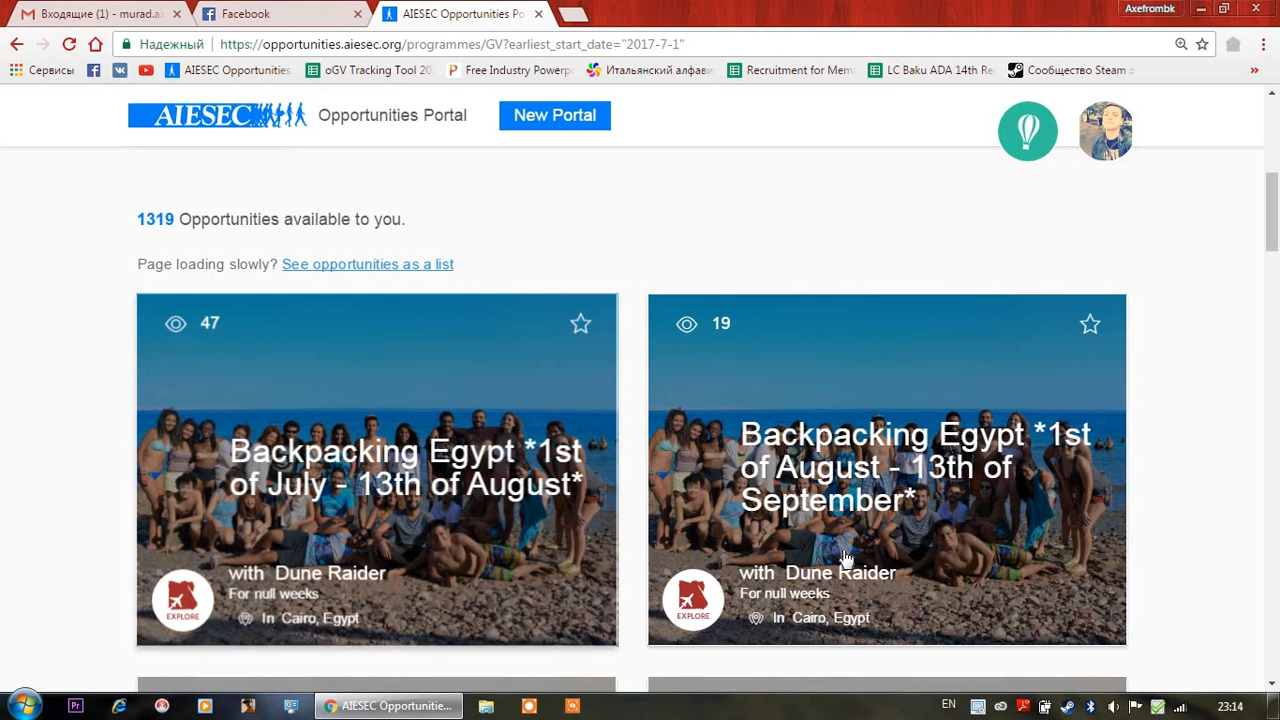 Входящие (1) - murad.a
Facebook
AIESEC Opportunities Po
Axefrombk
Надежный
https://opportunities.aiesec.org/programmes/GV?earliest_start_date="2017-7-1"
Сервисы
AIESEC Opportunities
oGV Tracking Tool 20
Free Industry Powerp
Итальянский алфави
Recruitment for Mem
LC Baku ADA 14th Re
Сообщество Steam ::
AIESEC
Opportunities Portal
New Portal
1319 Opportunities available to you.
Page loading slowly? See opportunities as a list
47
Backpacking Egypt *1st
of July - 13th of August*
with Dune Raider
For null weeks
In Cairo, Egypt
EXPLORE
19
Backpacking Egypt *1st
of August - 13th of
September*
with Dune Raider
For null weeks
In Cairo, Egypt
EXPLORE
Pr
AIESEC Opportunitie...
EN
23:14